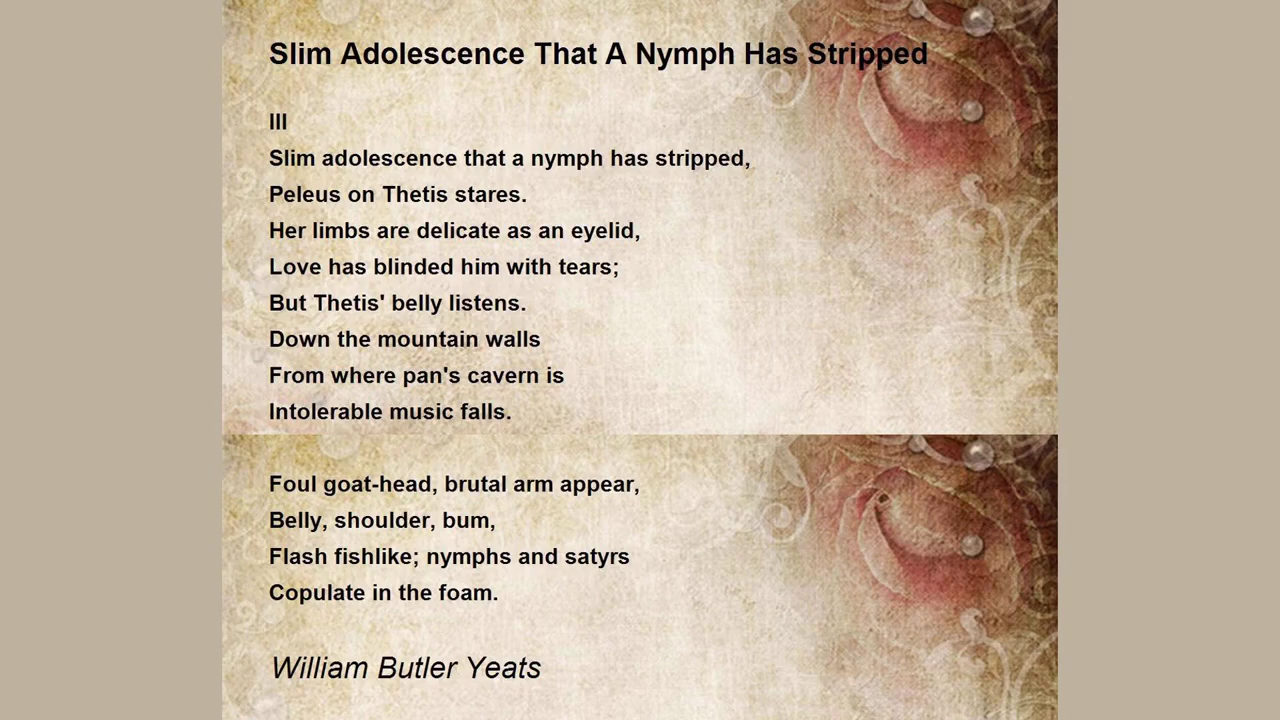 Slim Adolescence That A Nymph Has Stripped
III
Slim adolescence that a nymph has stripped,
Peleus on Thetis stares.
Her limbs are delicate as an eyelid,
Love has blinded him with tears;
But Thetis' belly listens.
Down the mountain walls
From where pan's cavern is
Intolerable music falls.
Foul goat-head, brutal arm appear,
Belly, shoulder, bum,
Flash fishlike; nymphs and satyrs
Copulate in the foam.
William Butler Yeats